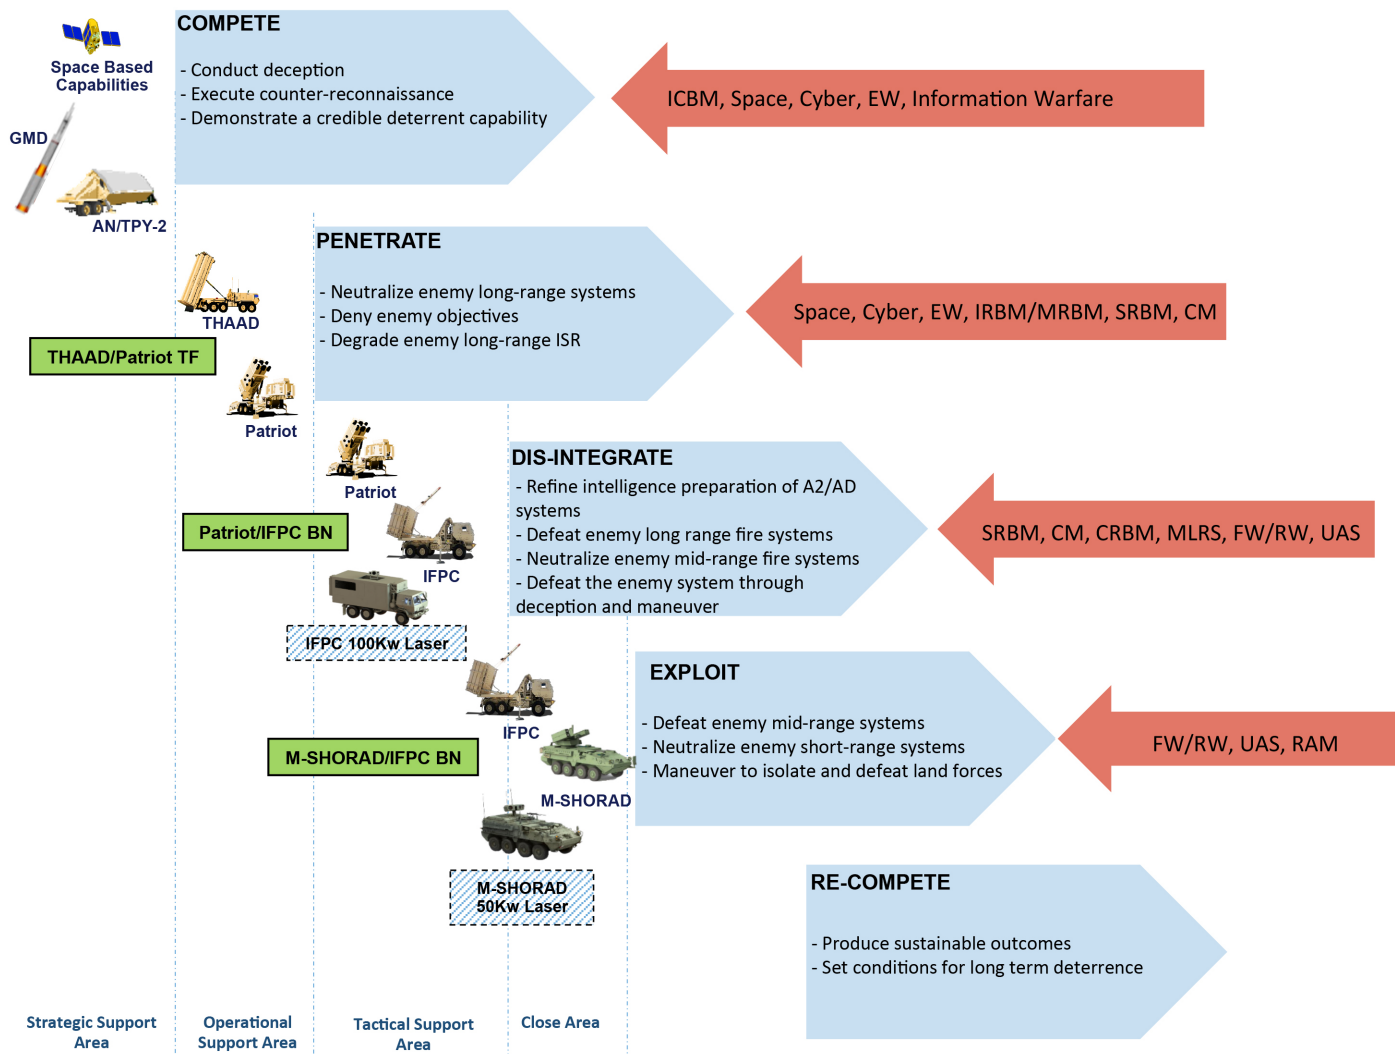 COMPETE
- Conduct deception
- Execute counter-reconnaissance
- Demonstrate a credible deterrent capability
Space Based
Capabilities
GMD
AN/TPY-2
ICBM, Space, Cyber, EW, Information Warfare
PENETRATE
- Neutralize enemy long-range systems
- Deny enemy objectives
- Degrade enemy long-range ISR
THAAD
THAAD/Patriot TF
Patriot
Space, Cyber, EW, IRBM/MRBM, SRBM, CM
DIS-INTEGRATE
- Refine intelligence preparation of A2/AD
systems
- Defeat enemy long range fire systems
- Neutralize enemy mid-range fire systems
- Defeat the enemy system through
deception and maneuver
Patriot
Patriot/IFPC BN
IFPC
IFPC 100Kw Laser
SRBM, CM, CRBM, MLRS, FW/RW, UAS
EXPLOIT
- Defeat enemy mid-range systems
- Neutralize enemy short-range systems
- Maneuver to isolate and defeat land forces
IFPC
M-SHORAD/IFPC BN
M-SHORAD
M-SHORAD
50Kw Laser
FW/RW, UAS, RAM
RE-COMPETE
- Produce sustainable outcomes
- Set conditions for long term deterrence
Strategic Support
Area
Operational
Support Area
Tactical Support
Area
Close Area